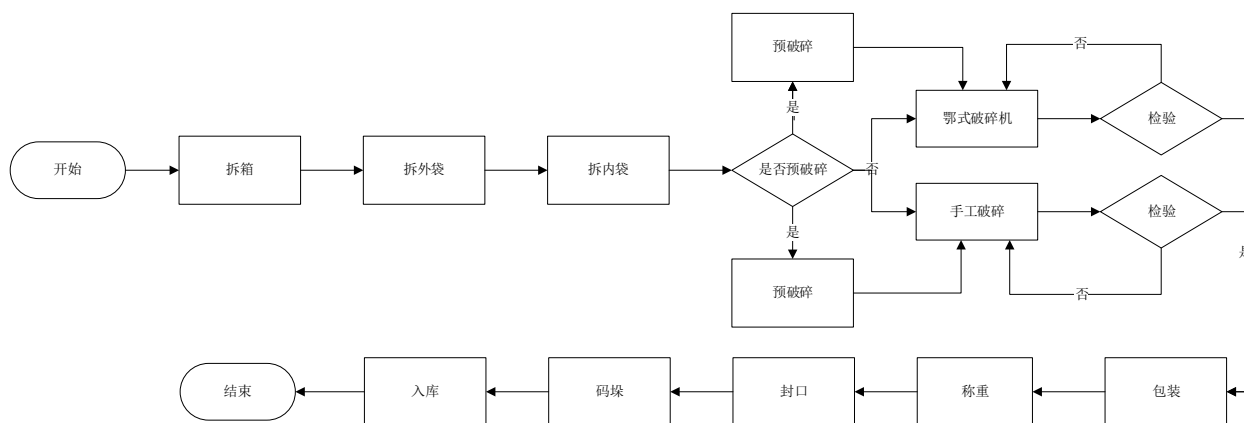 预破碎
否
鄂式破碎机
检验
是
开始
拆箱
拆外袋
拆内袋
是否预破碎
否
手工破碎
检验
是
预破碎
否
是
结束
入库
码垛
封口
称重
包装